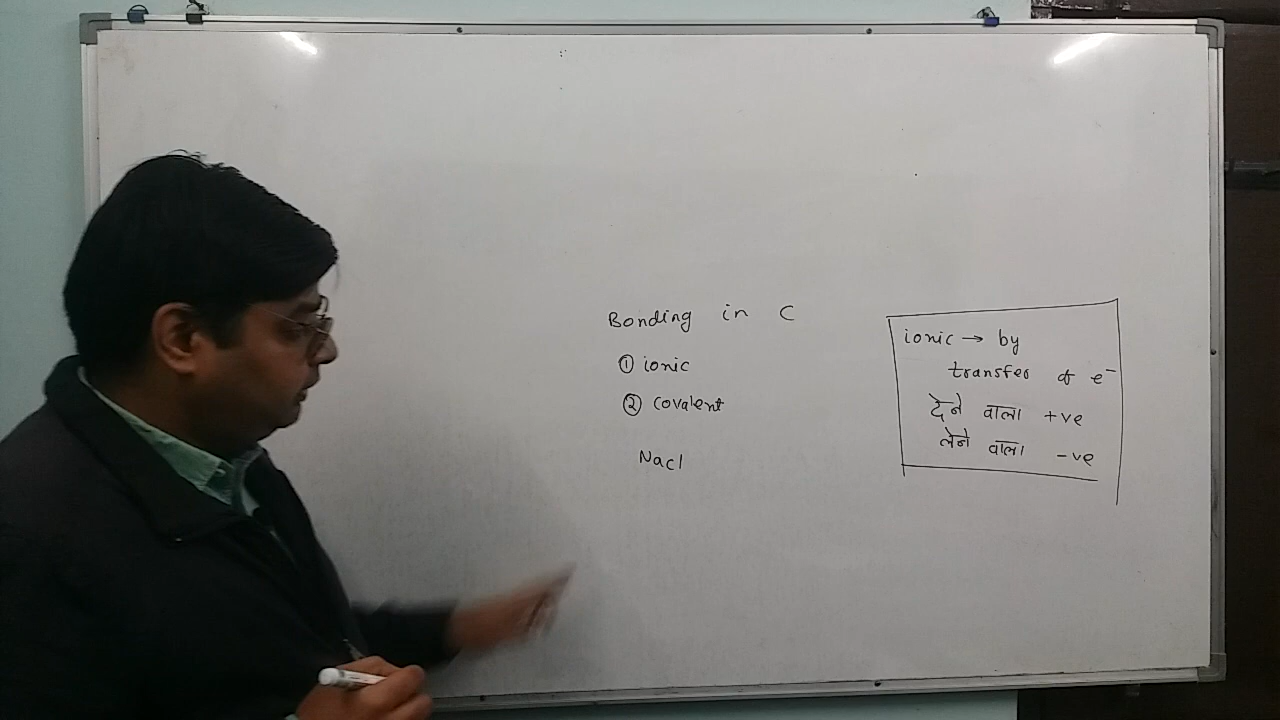 Bonding in C
① ionic
② covalent
Nacl
ionic → by
transfer of e⁻
देने वाला +ve
लेने वाला -ve